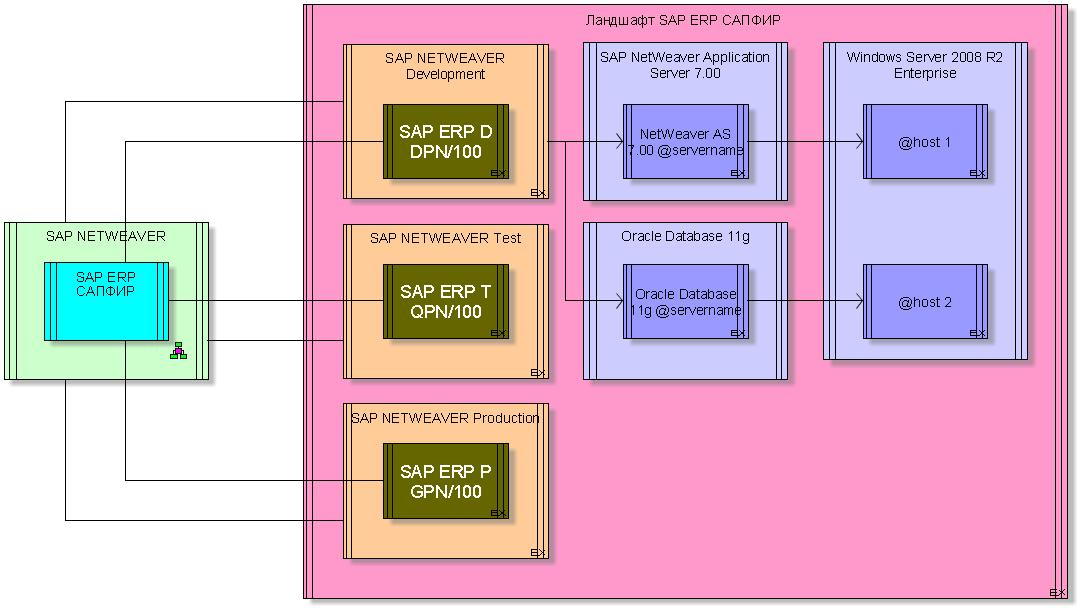 Ландшафт SAP ERP САПФИР
SAP NETWEAVER
Development
SAP ERP D
DPN/100
EX
EX
SAP NetWeaver Application
Server 7.00
NetWeaver AS
7.00 @servername
EX
Windows Server 2008 R2
Enterprise
@host 1
EX
SAP NETWEAVER
SAP ERP
САПФИР
SAP NETWEAVER Test
SAP ERP T
QPN/100
EX
EX
Oracle Database 11g
Oracle Database
11g @servername
EX
@host 2
EX
SAP NETWEAVER Production
SAP ERP P
GPN/100
EX
EX
EX